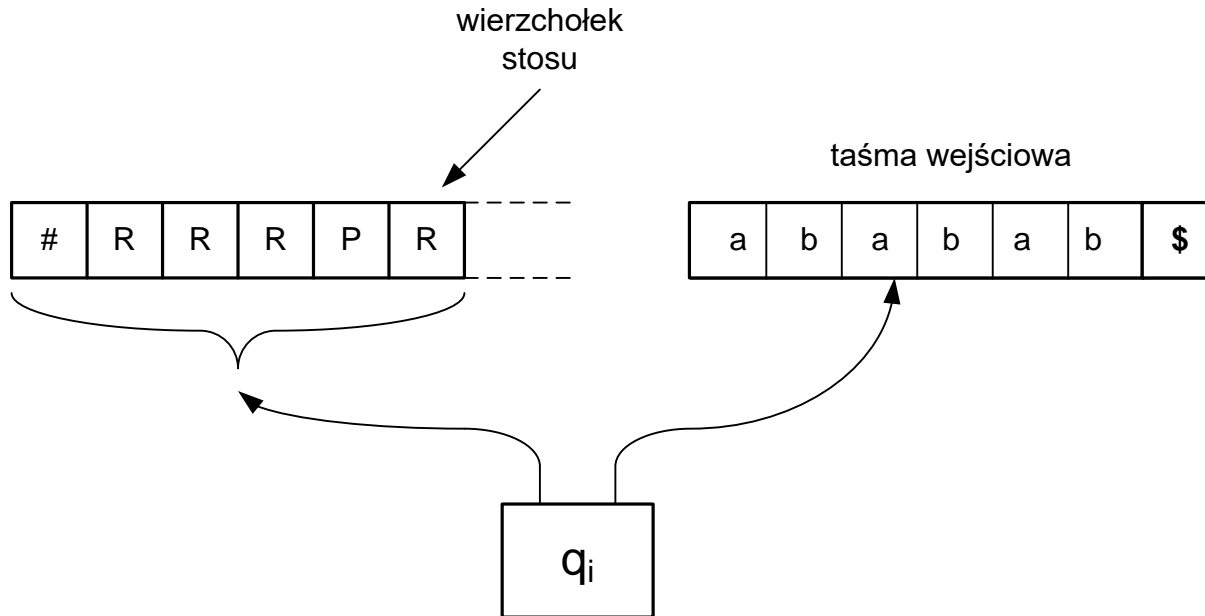 wierzchołek
stosu
taśma wejściowa
# R R R P R
a b a b a b $
qi